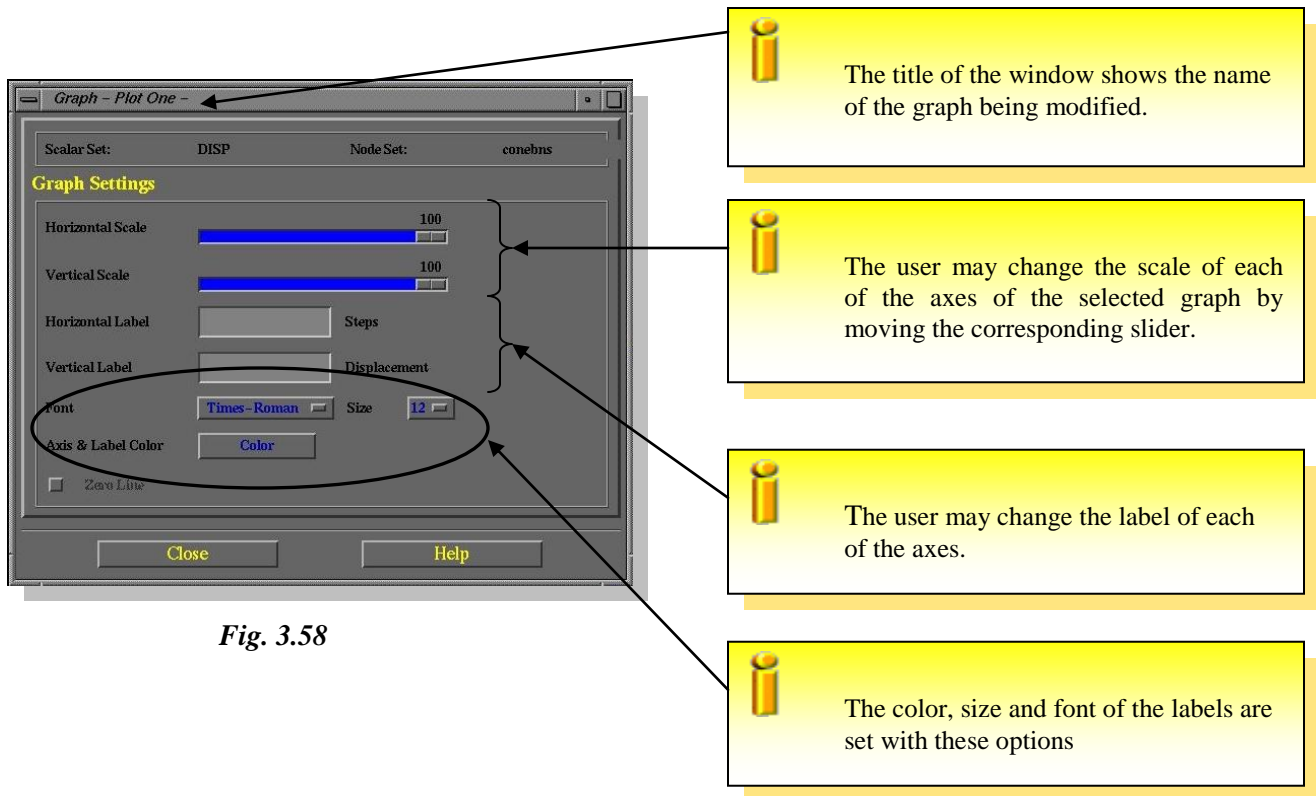 Graph – Plot One –
Scalar Set: DISP Node Set: conebns
Graph Settings
Horizontal Scale 100
Vertical Scale 100
Horizontal Label Steps
Vertical Label Displacement
Font Times–Roman Size 12
Axis & Label Color Color
Zero Line
Close Help
Fig. 3.58
The title of the window shows the name
of the graph being modified.
The user may change the scale of each
of the axes of the selected graph by
moving the corresponding slider.
The user may change the label of each
of the axes.
The color, size and font of the labels are
set with these options